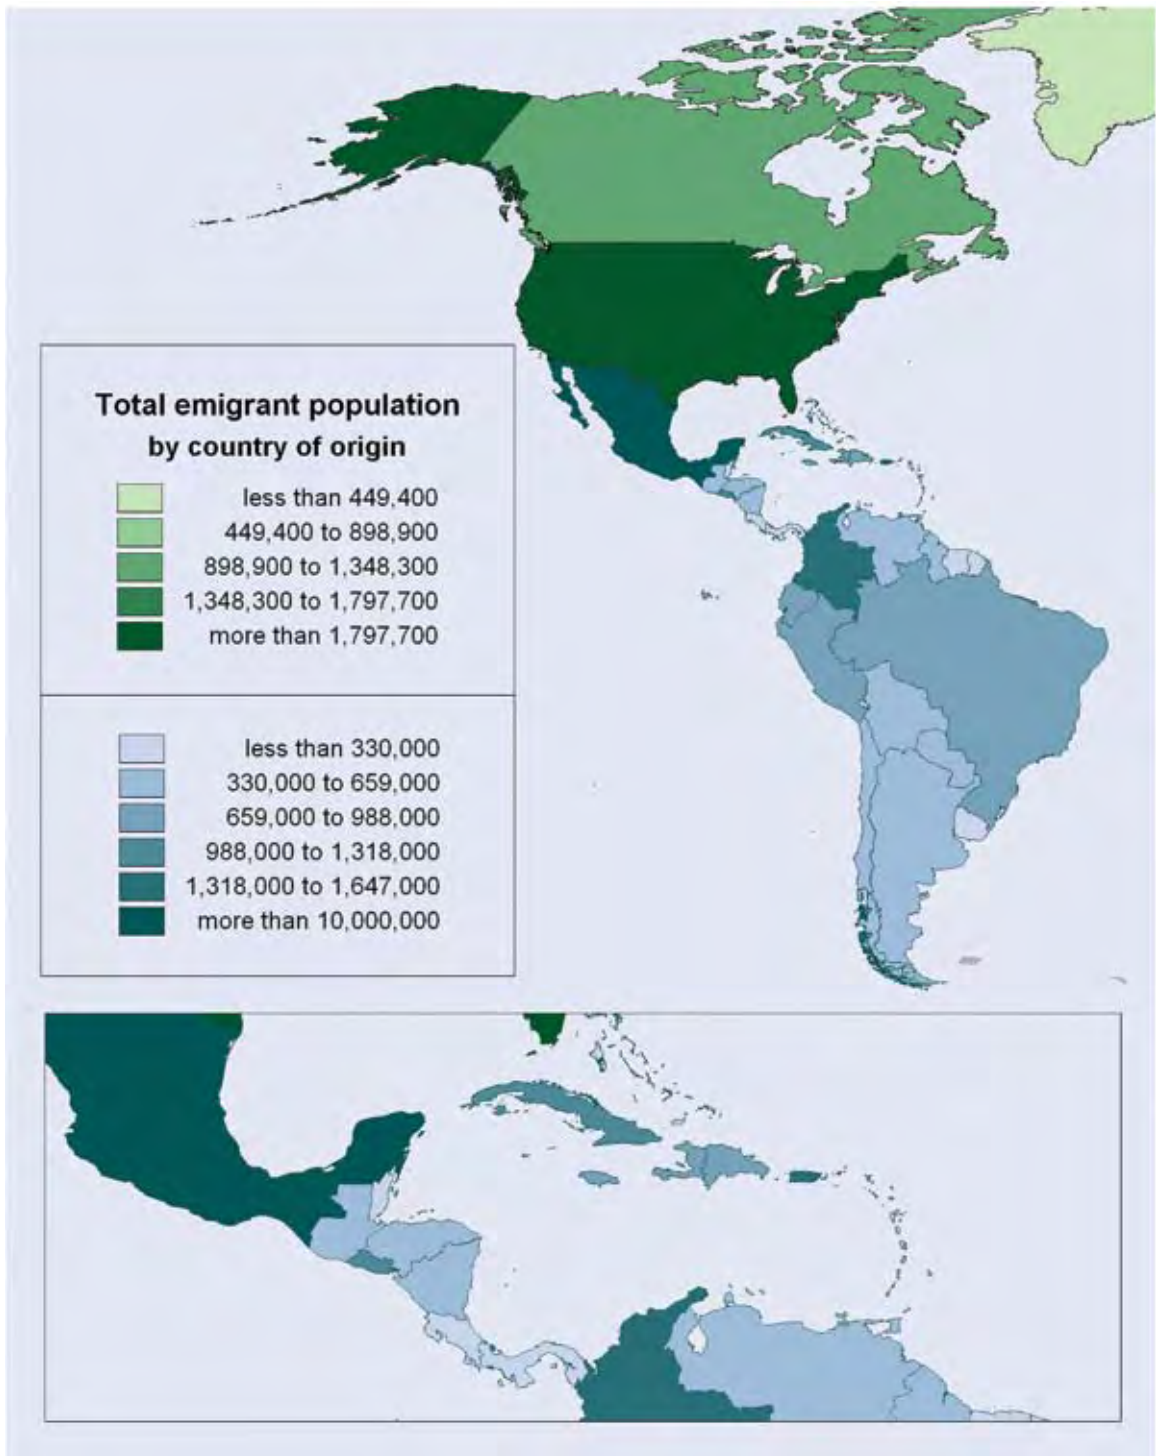 Total emigrant population
by country of origin
less than 449,400
449,400 to 898,900
898,900 to 1,348,300
1,348,300 to 1,797,700
more than 1,797,700
less than 330,000
330,000 to 659,000
659,000 to 988,000
988,000 to 1,318,000
1,318,000 to 1,647,000
more than 10,000,000